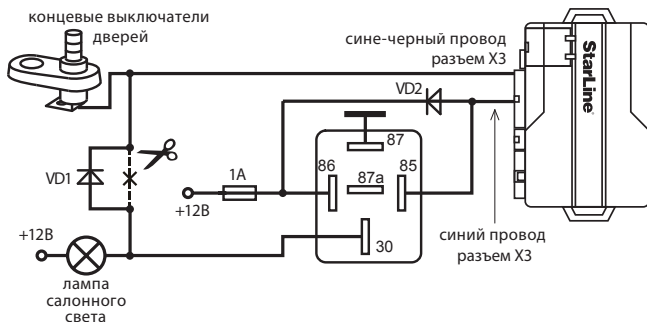 концевые выключатели
дверей
сине-черный провод
разъем X3
StarLine
VD2
87
86
87a
85
VD1
1А
+12В
30
+12В
лампа
салонного
света
синий провод
разъем X3